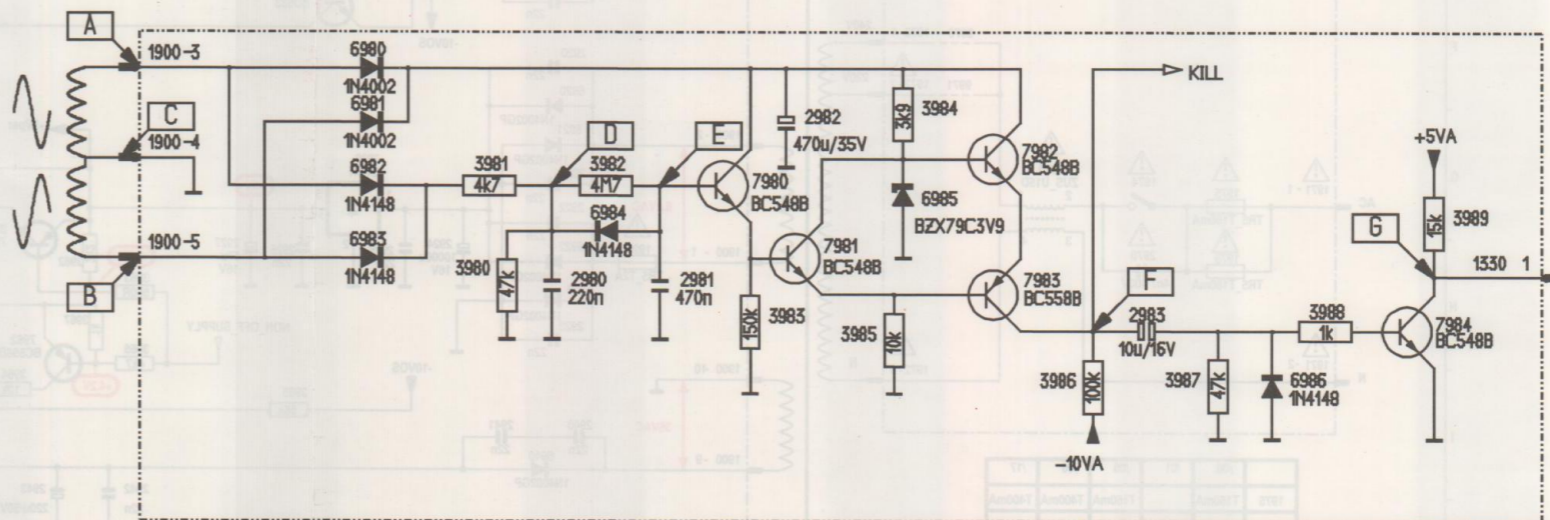 A
1900-3
6980
1N4002
6981
1N4002
C
1900-4
6982
1N4148
1900-5
6983
1N4148
B
3981
4k7
D
3982
4M7
E
6984
1N4148
3980
47k
2980
220n
2981
470n
7980
BC548B
3983
150k
2982
470u/35V
7981
BC548B
3k9
3984
6985
BZX79C3V9
3985
10k
7982
BC548B
7983
BC558B
KILL
F
2983
10u/16V
3986
100k
-10VA
3987
47k
6986
1N4148
3988
1k
G
+5VA
15k
3989
1330 1
7984
BC548B